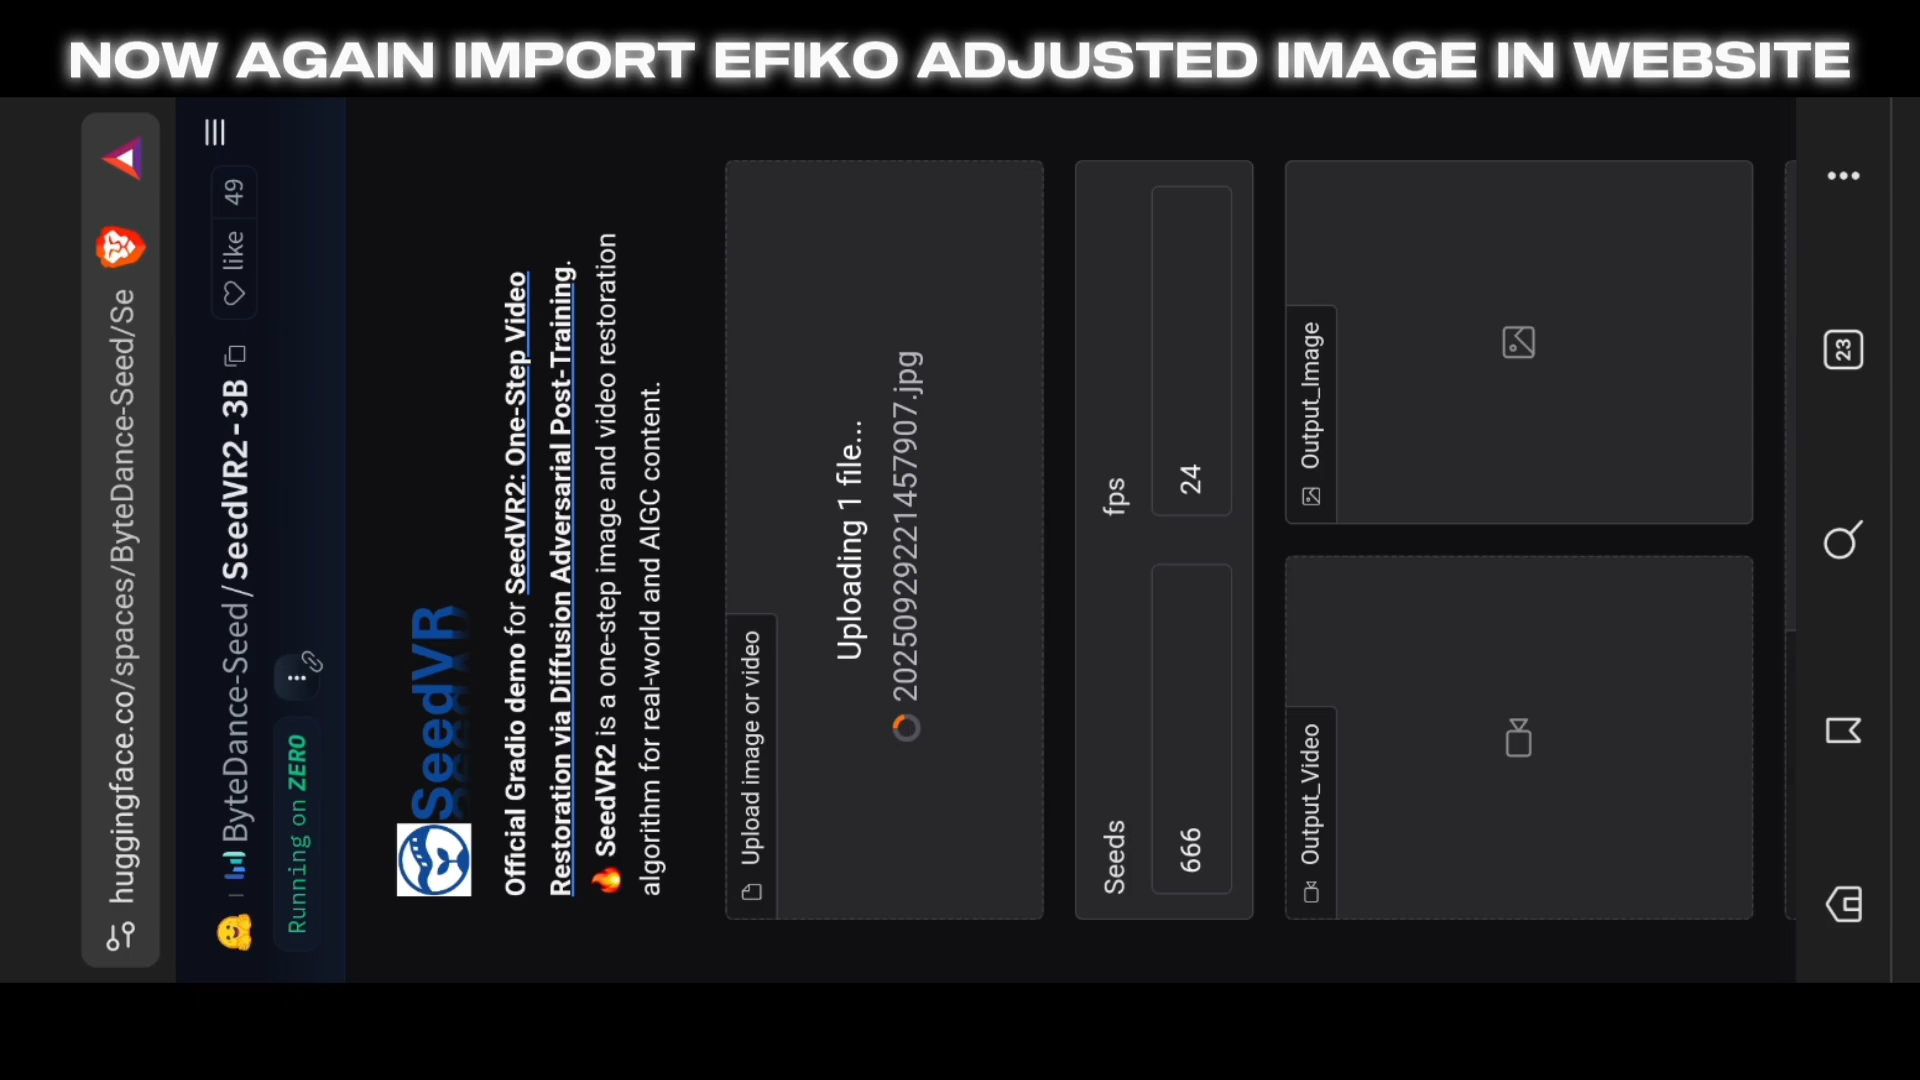 NOW AGAIN IMPORT EFIKO ADJUSTED IMAGE IN WEBSITE
huggingface.co/spaces/ByteDance-Seed/Se
ByteDance-Seed/SeedVR2-3B
like 49
Running on ZERO
SeedVR
Official Gradio demo for SeedVR2: One-Step Video
Restoration via Diffusion Adversarial Post-Training.
🔥 SeedVR2 is a one-step image and video restoration
algorithm for real-world and AIGC content.
Upload image or video
Uploading 1 file...
20250929221457907.jpg
Seeds
666
fps
24
Output_Video
Output_Image
23